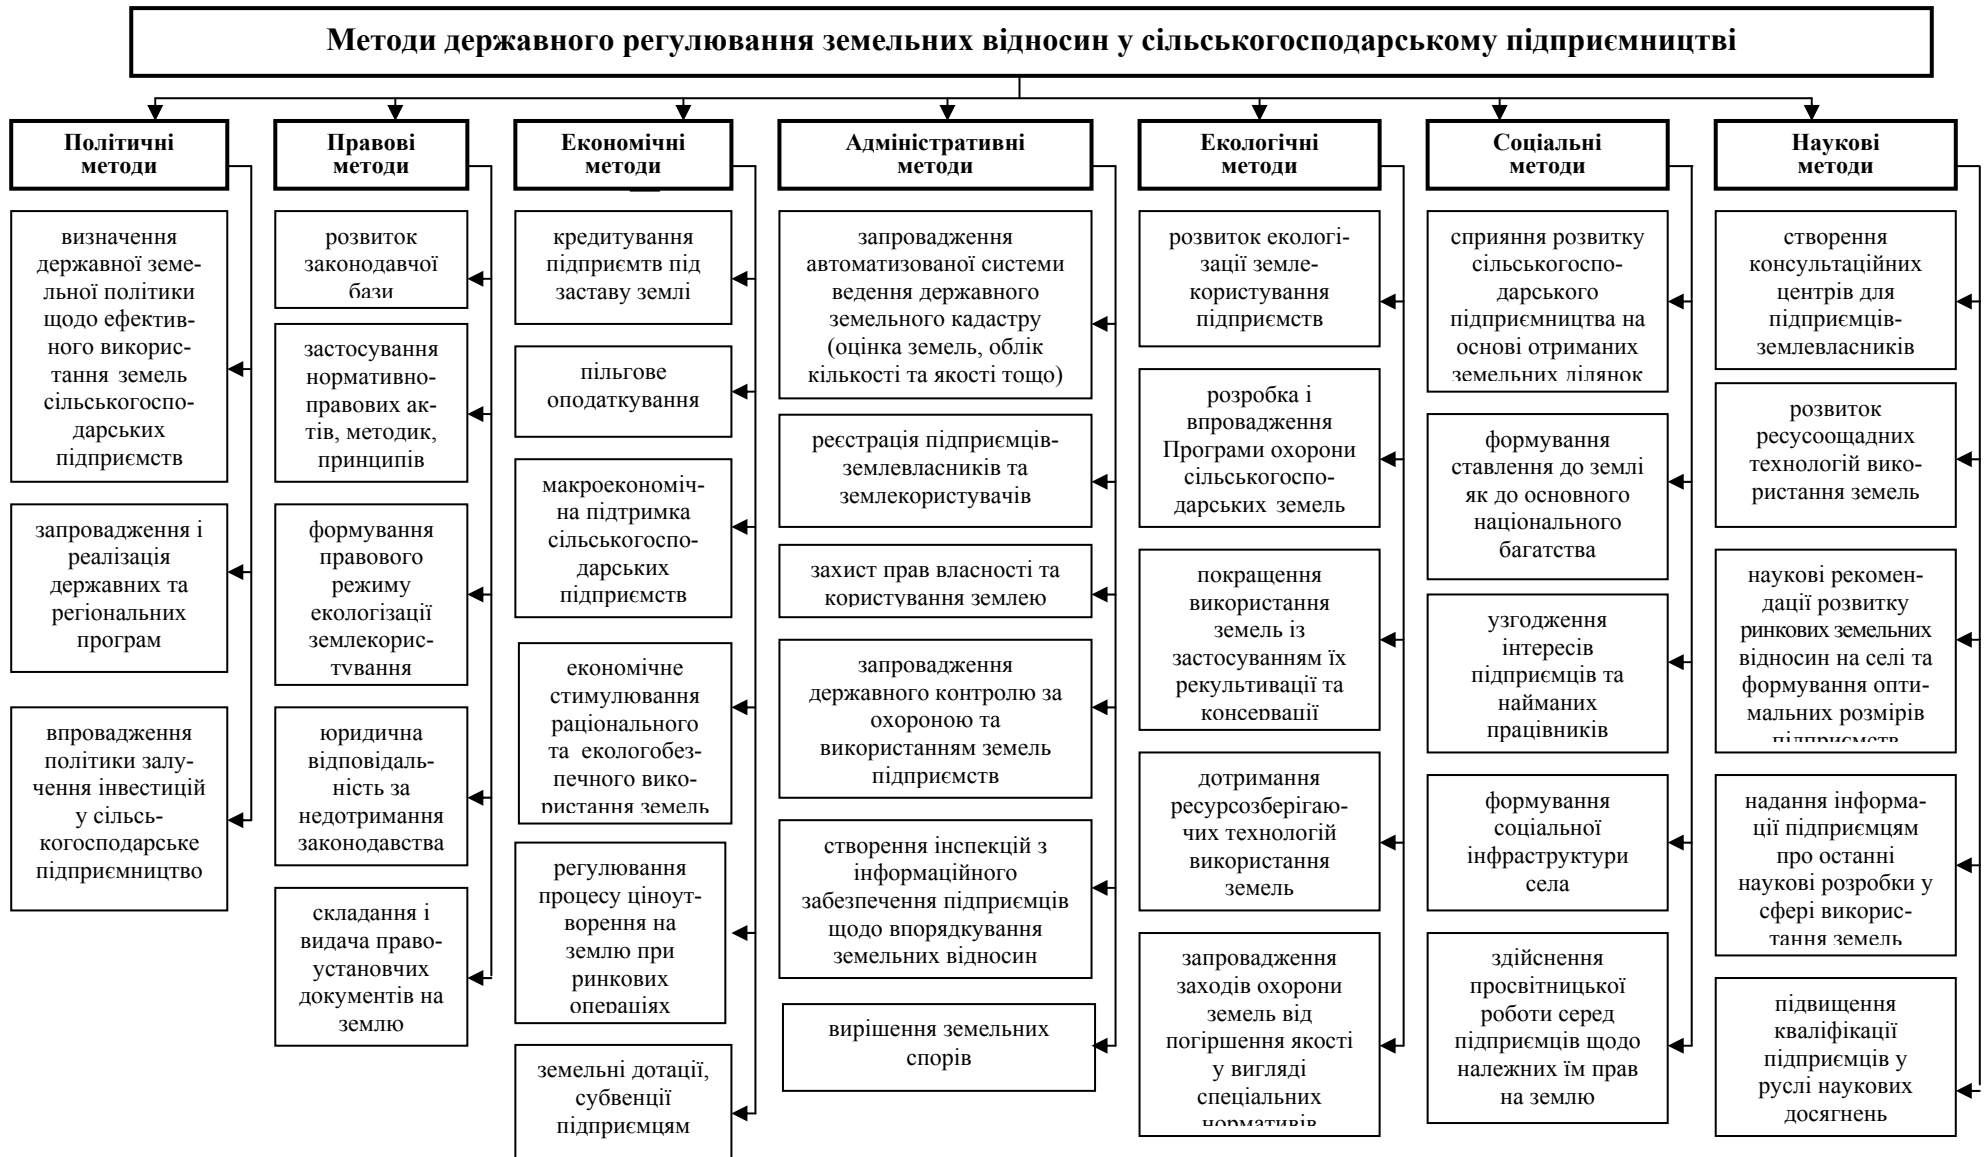 Методи державного регулювання земельних відносин у сільськогосподарському підприємництві
Політичні
методи
визначення
державної земе-
льної політики
щодо ефектив-
ного викорис-
тання земель
сільськогоспо-
дарських
підприємств
запровадження і
реалізація
державних та
регіональних
програм
впровадження
політики залу-
чення інвестицій
у сільсь-
когосподарське
підприємництво
Правові
методи
розвиток
законодавчої
бази
застосування
нормативно-
правових ак-
тів, методик,
принципів
формування
правового
режиму
екологізації
землекорис-
тування
юридична
відповідаль-
ність за
недотримання
законодавства
складання і
видача право-
установчих
документів на
землю
Економічні
методи
кредитування
підприємтв під
заставу землі
пільгове
оподаткування
макроекономіч-
на підтримка
сільськогоспо-
дарських
підприємств
економічне
стимулювання
раціонального
та екологобез-
печного вико-
ристання земель
регулювання
процесу ціноут-
ворення на
землю при
ринкових
операціях
земельні дотації,
субвенції
підприємцям
Адміністративні
методи
запровадження
автоматизованої системи
ведення державного
земельного кадастру
(оцінка земель, облік
кількості та якості тощо)
реєстрація підприємців-
землевласників та
землекористувачів
захист прав власності та
користування землею
запровадження
державного контролю за
охороною та
використанням земель
підприємств
створення інспекцій з
інформаційного
забезпечення підприємців
щодо впорядкування
земельних відносин
вирішення земельних
спорів
Екологічні
методи
розвиток екологі-
зації земле-
користування
підприємств
розробка і
впровадження
Програми охорони
сільськогоспо-
дарських земель
покращення
використання
земель із
застосуванням їх
рекультивації та
консервації
дотримання
ресурсозберігаю-
чих технологій
використання
земель
запровадження
заходів охорони
земель від
погіршення якості
у вигляді
спеціальних
нормативів
Соціальні
методи
сприяння розвитку
сільськогоспо-
дарського
підприємництва на
основі отриманих
земельних ділянок
формування
ставлення до землі
як до основного
національного
багатства
узгодження
інтересів
підприємців та
найманих
працівників
формування
соціальної
інфраструктури
села
здійснення
просвітницької
роботи серед
підприємців щодо
належних їм прав
на землю
Наукові
методи
створення
консультаційних
центрів для
підприємців-
землевласників
розвиток
ресусоощадних
технологій вико-
ристання земель
наукові рекомен-
дації розвитку
ринкових земельних
відносин на селі та
формування опти-
мальних розмірів
підприємств
надання інформа-
ції підприємцям
про останні
наукові розробки у
сфері викорис-
тання земель
підвищення
кваліфікації
підприємців у
руслі наукових
досягнень